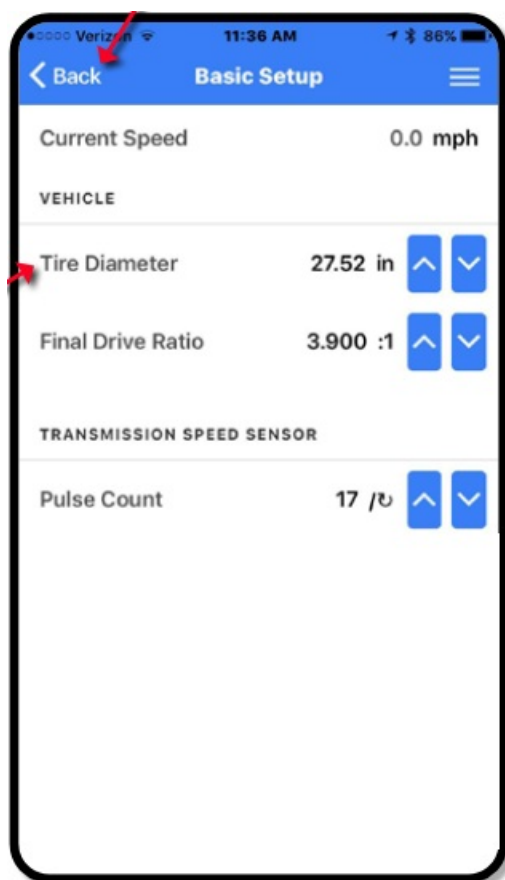 Verizon 11:36 AM 86%
Back Basic Setup
Current Speed 0.0 mph
VEHICLE
Tire Diameter 27.52 in
Final Drive Ratio 3.900 :1
TRANSMISSION SPEED SENSOR
Pulse Count 17 /↻